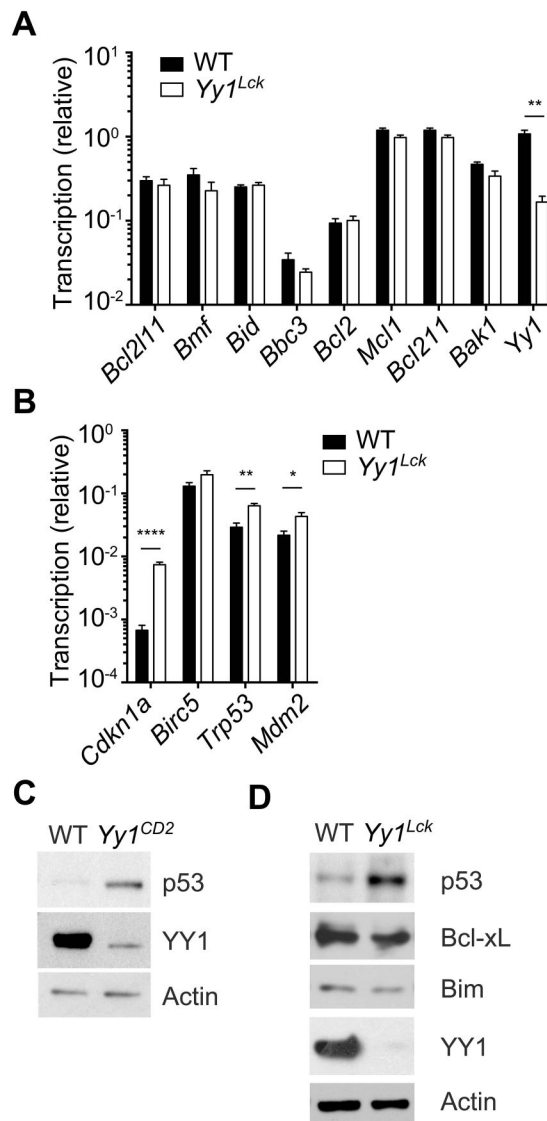 A
WT
Yy1^Lck
Transcription (relative)
10^1
10^0
10^-1
10^-2
**
Bcl2l11
Bmf
Bid
Bbc3
Bcl2
Mcl1
Bcl211
Bak1
Yy1
B
WT
Yy1^Lck
Transcription (relative)
10^0
10^-1
10^-2
10^-3
10^-4
****
**
*
Cdkn1a
Birc5
Trp53
Mdm2
C
WT Yy1^CD2
p53
YY1
Actin
D
WT Yy1^Lck
p53
Bcl-xL
Bim
YY1
Actin